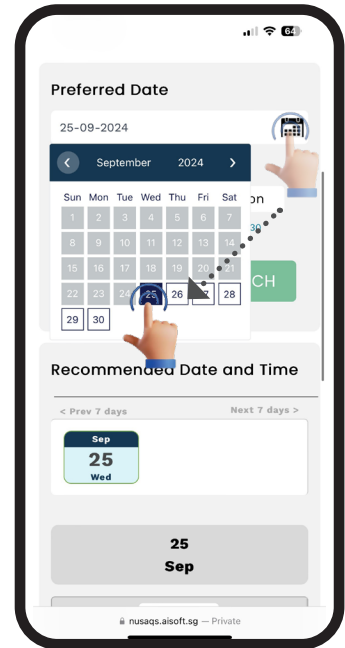 64
Preferred Date
25-09-2024
September 2024
Sun Mon Tue Wed Thu Fri Sat
1 2 3 4 5 6 7
8 9 10 11 12 13 14
on
30
15 16 17 18 19 20 21
22 23 24 25 26 27 28
CH
29 30
Recommended Date and Time
< Prev 7 days Next 7 days >
Sep
25
Wed
25
Sep
nusaqs.aisoft.sg — Private